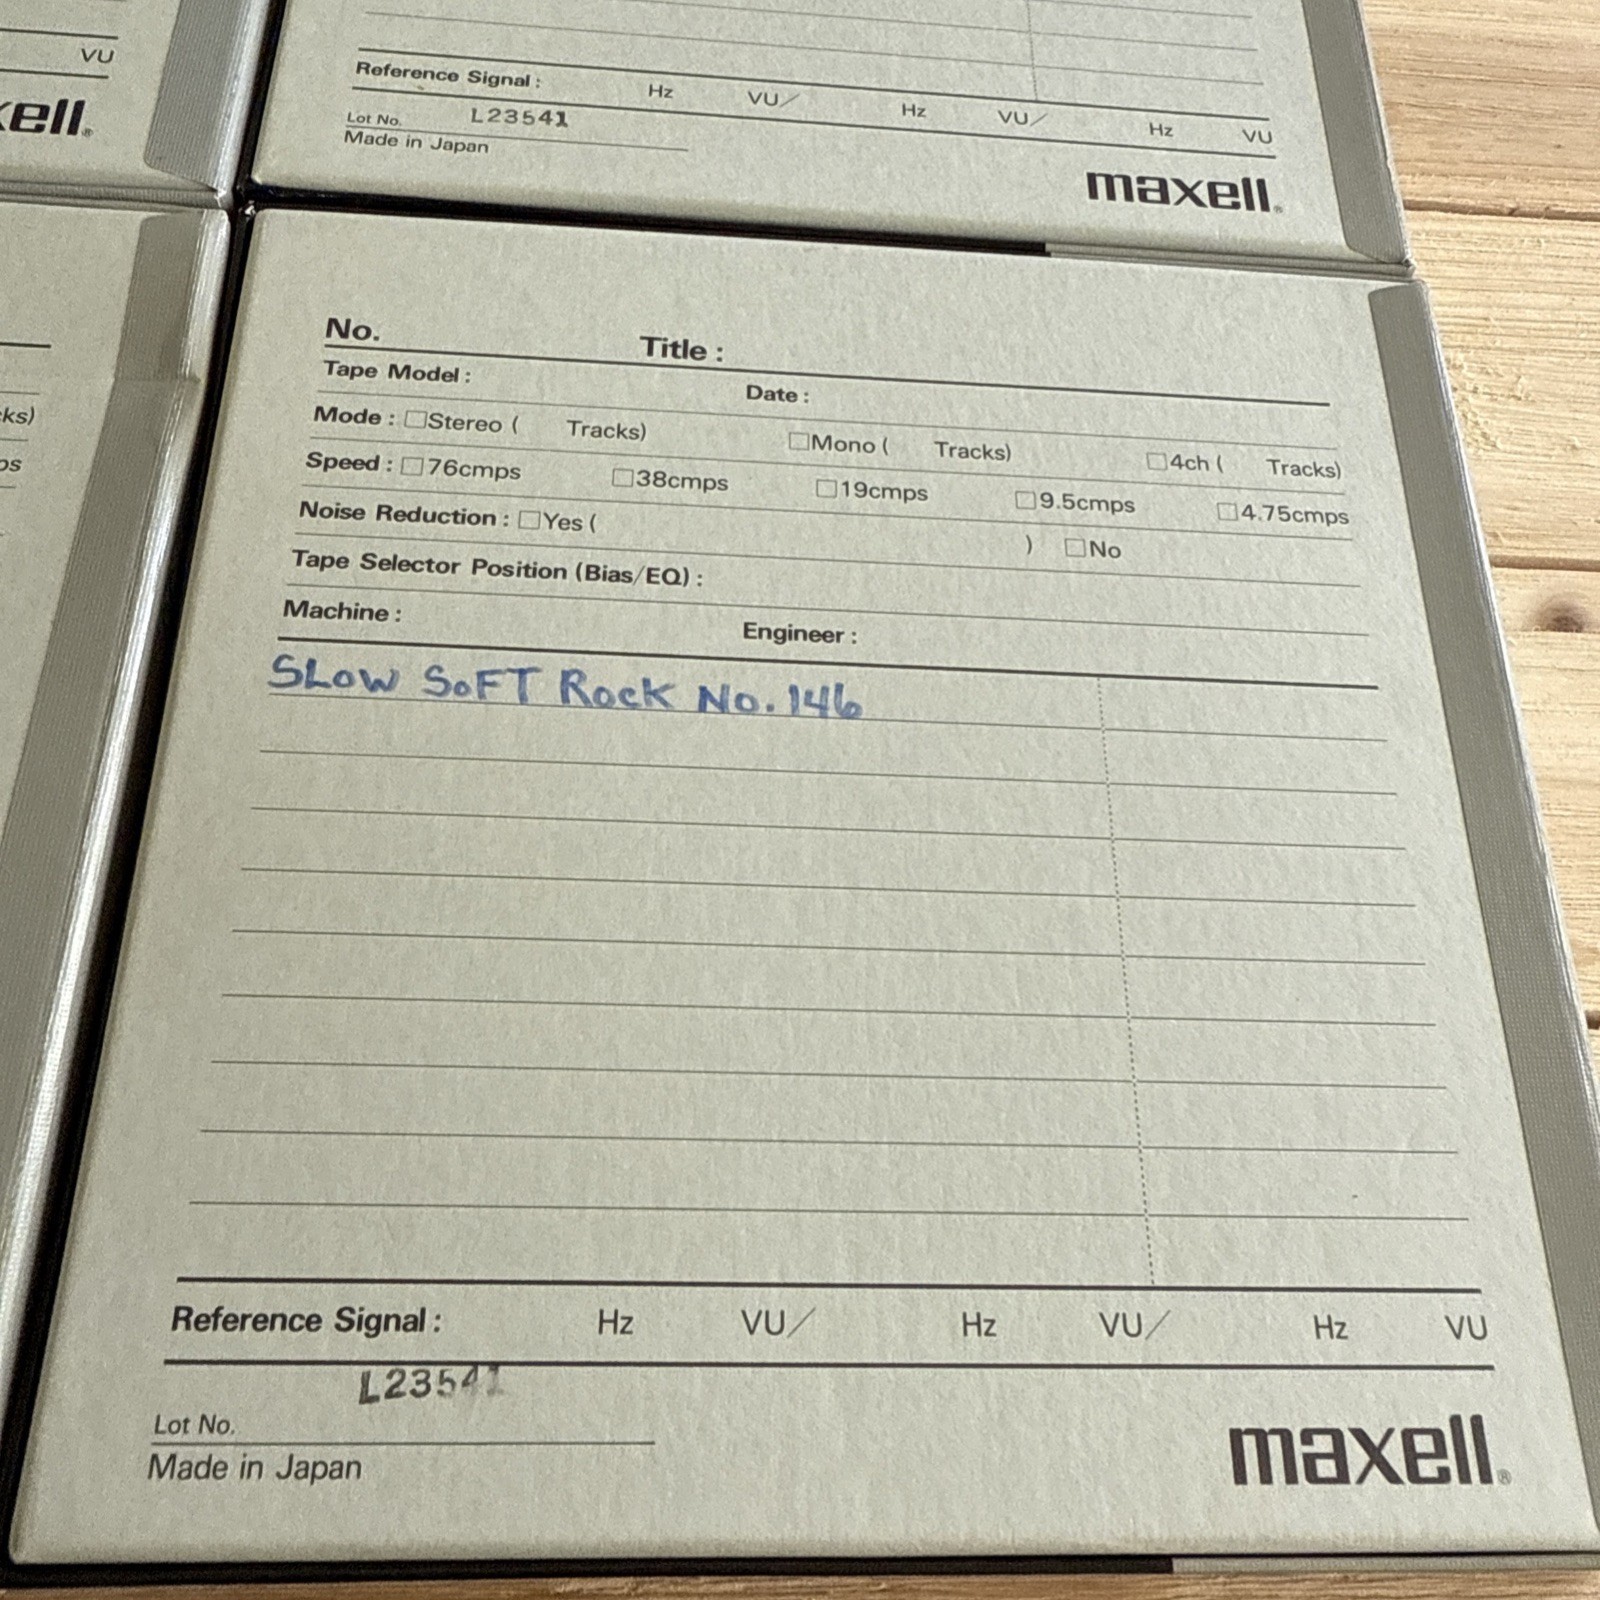 VU
Reference Signal : Hz VU/ Hz VU/ Hz VU
Lot No. L23541
Made in Japan
maxell®
No. Title :
Tape Model : Date :
Mode : □Stereo ( Tracks) □Mono ( Tracks) □4ch ( Tracks)
Speed : □76cmps □38cmps □19cmps □9.5cmps □4.75cmps
Noise Reduction : □Yes ( ) □No
Tape Selector Position (Bias/EQ) :
Machine : Engineer :
SLOW SOFT ROCK No. 146
Reference Signal : Hz VU/ Hz VU/ Hz VU
L23541
Lot No.
Made in Japan
maxell®